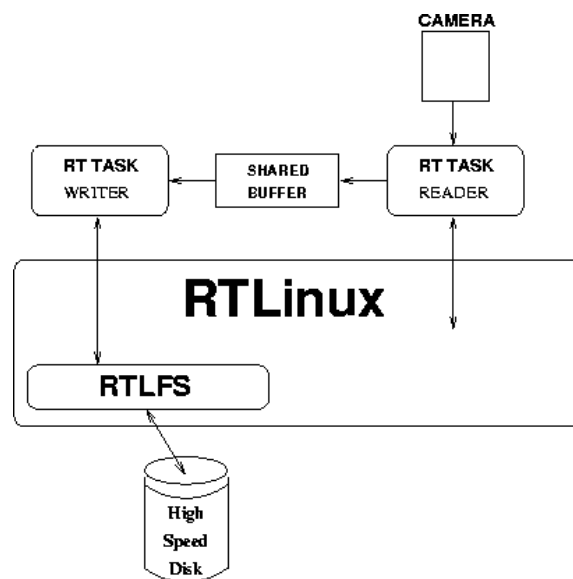 CAMERA
RT TASK
WRITER
SHARED
BUFFER
RT TASK
READER
RTLinux
RTLFS
High
Speed
Disk